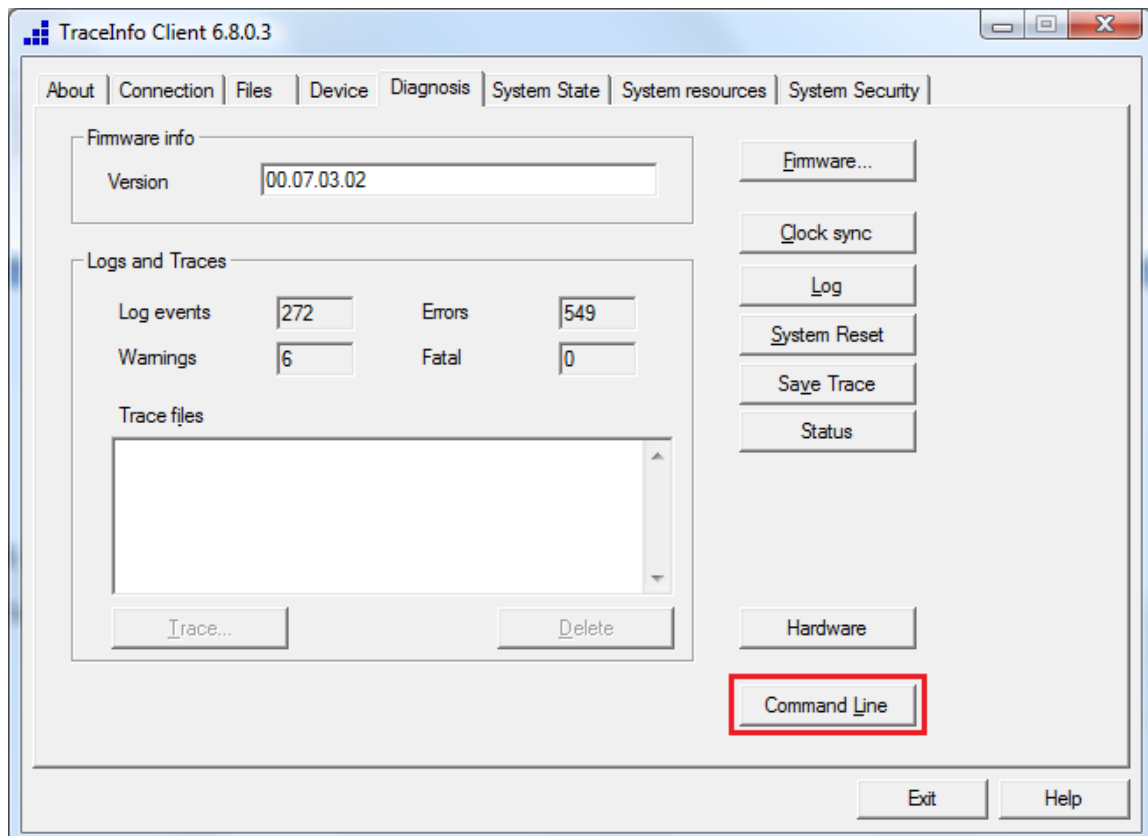 TraceInfo Client 6.8.0.3
About Connection Files Device Diagnosis System State System resources System Security
Firmware info
Version 00.07.03.02
Firmware...
Clock sync
Logs and Traces
Log
Log events 272 Errors 549
System Reset
Warnings 6 Fatal 0
Save Trace
Trace files
Status
Trace... Delete
Hardware
Command Line
Exit Help